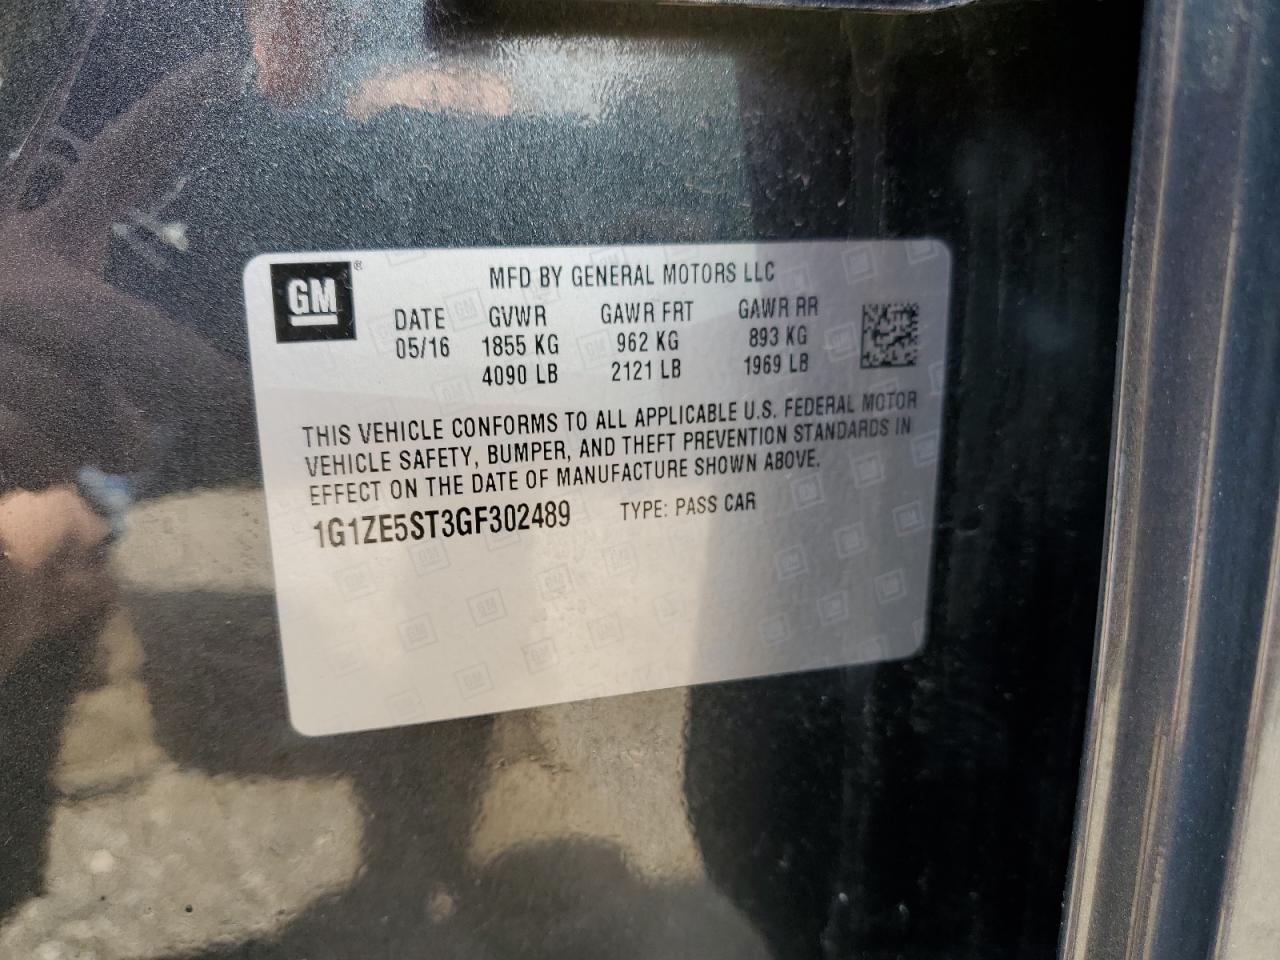 GM®
MFD BY GENERAL MOTORS LLC
DATE GVWR GAWR FRT GAWR RR
05/16 1855 KG 962 KG 893 KG
4090 LB 2121 LB 1969 LB
THIS VEHICLE CONFORMS TO ALL APPLICABLE U.S. FEDERAL MOTOR
VEHICLE SAFETY, BUMPER, AND THEFT PREVENTION STANDARDS IN
EFFECT ON THE DATE OF MANUFACTURE SHOWN ABOVE.
1G1ZE5ST3GF302489 TYPE: PASS CAR